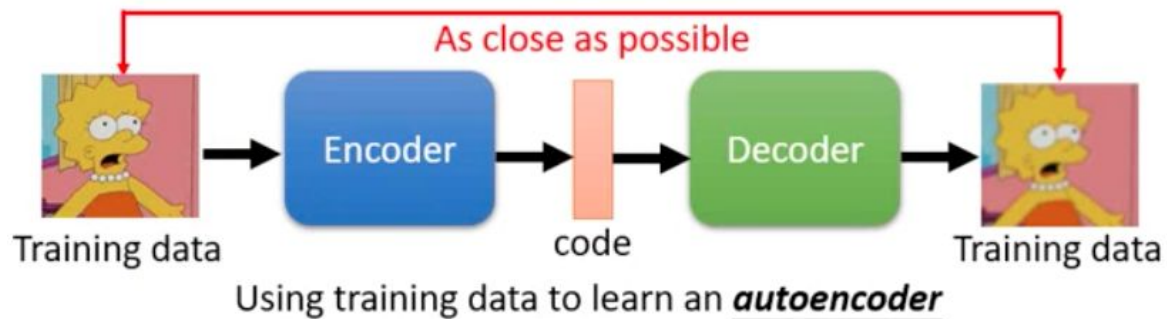 As close as possible
Encoder
Decoder
code
Training data
Training data
Using training data to learn an autoencoder